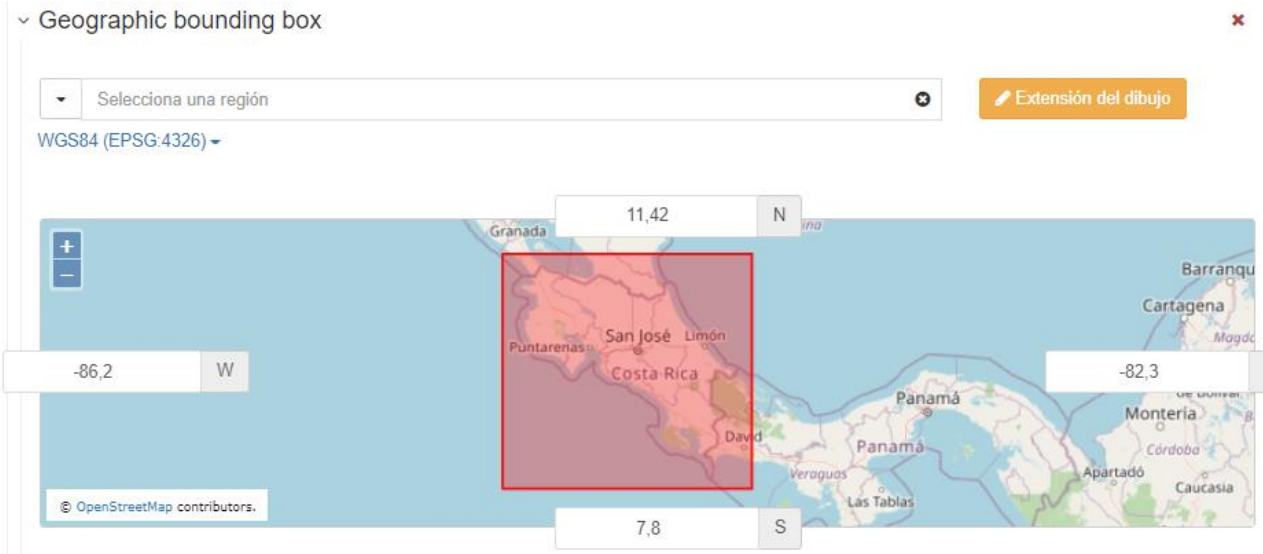 Geographic bounding box
Selecciona una región
Extensión del dibujo
WGS84 (EPSG:4326)
11,42 N
Granada
Barranqu
Cartagena
Magda
San José Limón
Puntarenas
-86,2 W
Costa Rica
-82,3
Panamá
Montería
David
Panamá
Córdoba
Veraguas
Apartadó
Caucasia
Las Tablas
© OpenStreetMap contributors.
7,8 S